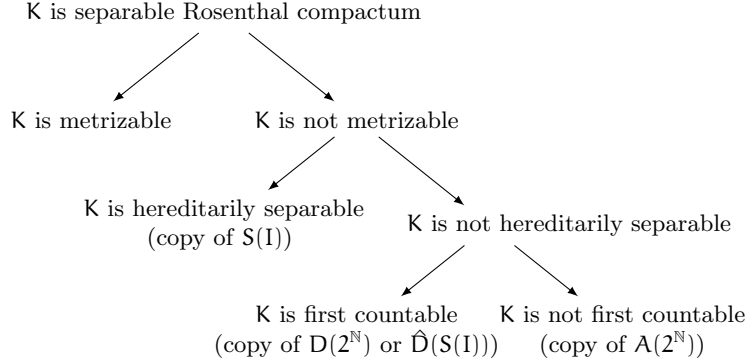 K is separable Rosenthal compactum
K is metrizable
K is not metrizable
K is hereditarily separable
(copy of S(I))
K is not hereditarily separable
K is first countable
(copy of D(2^ℕ) or D̂(S(I)))
K is not first countable
(copy of A(2^ℕ))